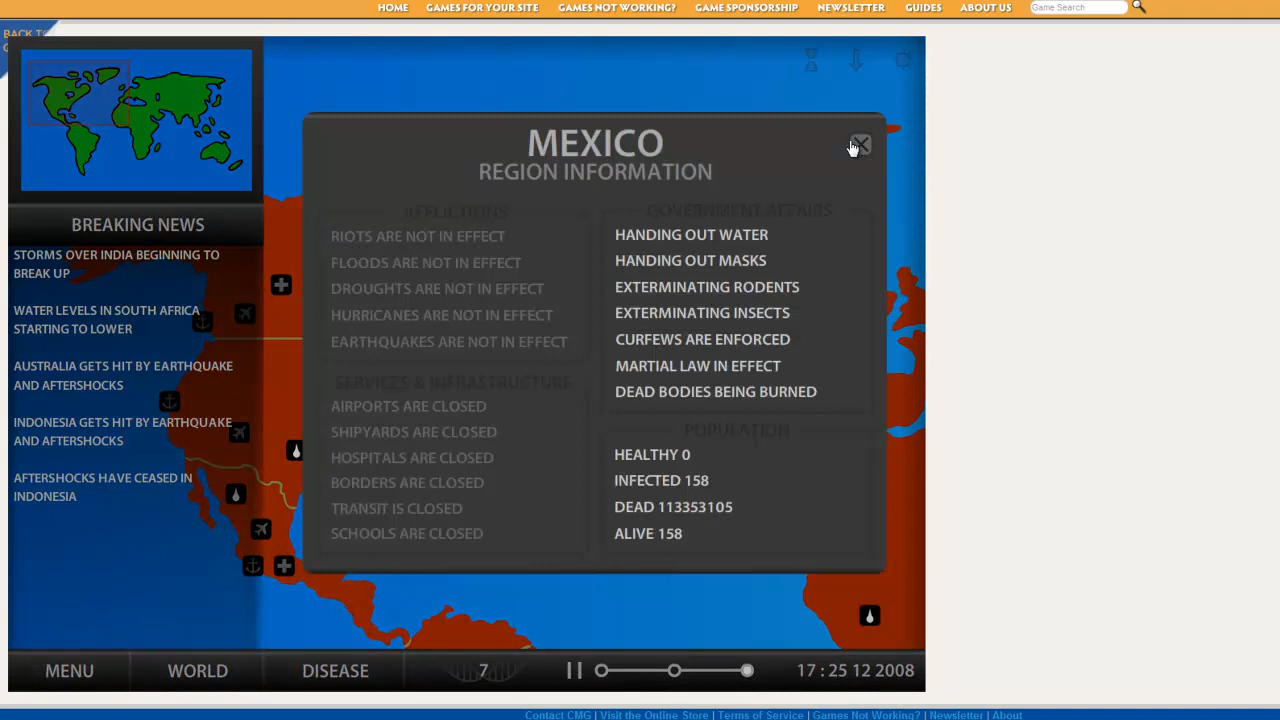 HOME GAMES FOR YOUR SITE GAMES NOT WORKING? GAME SPONSORSHIP NEWSLETTER GUIDES ABOUT US Game Search
BACK T
MEXICO
REGION INFORMATION
BREAKING NEWS
STORMS OVER INDIA BEGINNING TO
BREAK UP
WATER LEVELS IN SOUTH AFRICA
STARTING TO LOWER
AUSTRALIA GETS HIT BY EARTHQUAKE
AND AFTERSHOCKS
INDONESIA GETS HIT BY EARTHQUAKE
AND AFTERSHOCKS
AFTERSHOCKS HAVE CEASED IN
INDONESIA
AFFLICTIONS
RIOTS ARE NOT IN EFFECT
FLOODS ARE NOT IN EFFECT
DROUGHTS ARE NOT IN EFFECT
HURRICANES ARE NOT IN EFFECT
EARTHQUAKES ARE NOT IN EFFECT
SERVICES & INFRASTRUCTURE
AIRPORTS ARE CLOSED
SHIPYARDS ARE CLOSED
HOSPITALS ARE CLOSED
BORDERS ARE CLOSED
TRANSIT IS CLOSED
SCHOOLS ARE CLOSED
GOVERNMENT AFFAIRS
HANDING OUT WATER
HANDING OUT MASKS
EXTERMINATING RODENTS
EXTERMINATING INSECTS
CURFEWS ARE ENFORCED
MARTIAL LAW IN EFFECT
DEAD BODIES BEING BURNED
POPULATION
HEALTHY 0
INFECTED 158
DEAD 113353105
ALIVE 158
MENU WORLD DISEASE 7 17 : 25 12 2008
Contact CMG | Visit the Online Store | Terms of Service | Games Not Working? | Newsletter | About